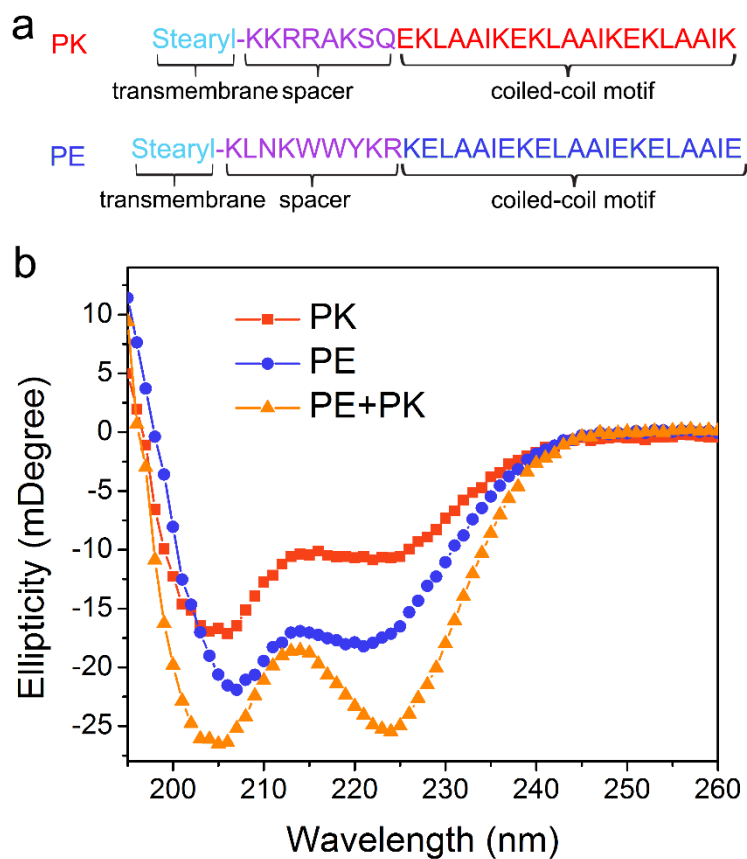 a
PK Stearyl-KKRRAKSQEKLAAIKEKLAAIKEKLAAIK
transmembrane spacer coiled-coil motif
PE Stearyl-KLNKWWYKRKELAAIEKELAAIEKELAAIE
transmembrane spacer coiled-coil motif
b
PK
PE
PE+PK
10
5
0
-5
-10
-15
-20
-25
Ellipticity (mDegree)
200 210 220 230 240 250 260
Wavelength (nm)